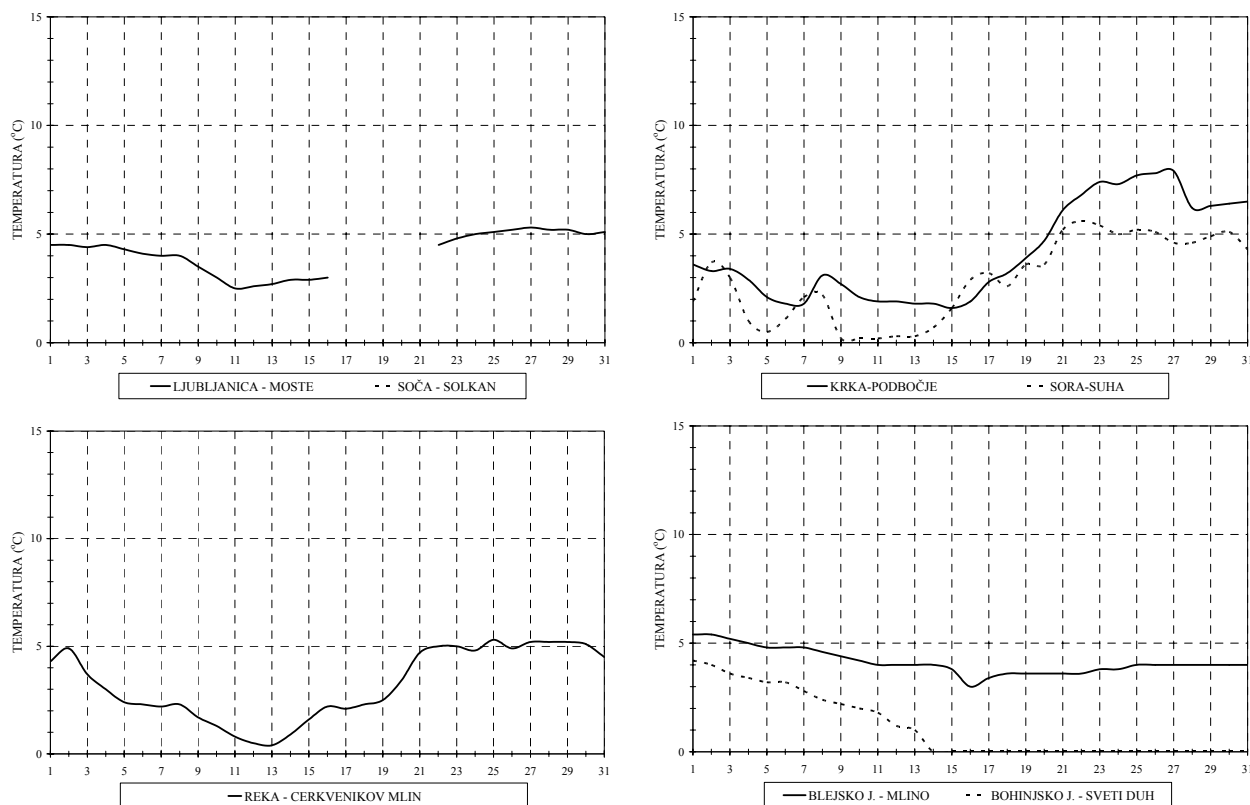 15
10
5
0
TEMPERATURA (°C)
1 3 5 7 9 11 13 15 17 19 21 23 25 27 29 31
LJUBLJANICA - MOSTE SOČA - SOLKAN
15
10
5
0
TEMPERATURA (°C)
1 3 5 7 9 11 13 15 17 19 21 23 25 27 29 31
KRKA-PODBOČJE SORA-SUHA
15
10
5
0
TEMPERATURA (°C)
1 3 5 7 9 11 13 15 17 19 21 23 25 27 29 31
REKA - CERKVENIKOV MLIN
15
10
5
0
TEMPERATURA (°C)
1 3 5 7 9 11 13 15 17 19 21 23 25 27 29 31
BLEJSKO J. - MLINO BOHINJSKO J. - SVETI DUH